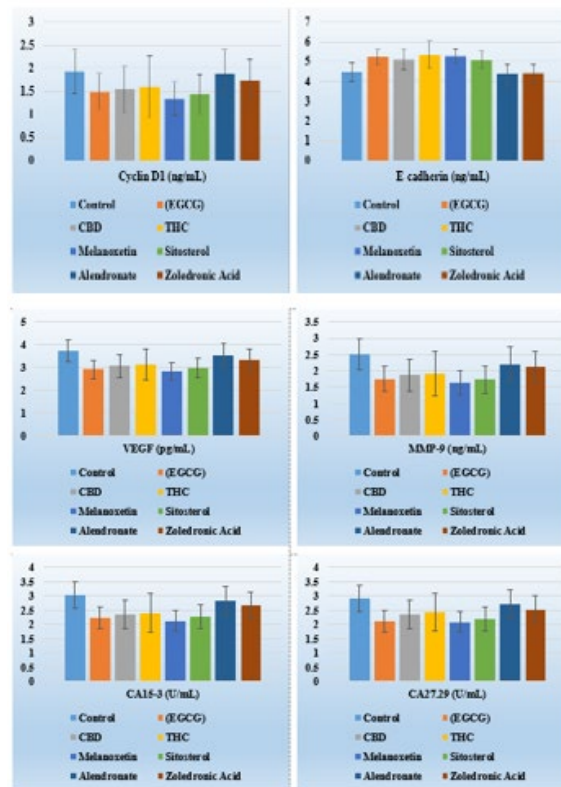 3
2.5
2
1.5
1
0.5
0
Cyclin D1 (ng/mL)
Control (EGCG)
CBD THC
Melanoxetin Sitosterol
Alendronate Zoledronic Acid
7
6
5
4
3
2
1
0
E cadherin (ng/mL)
Control (EGCG)
CBD THC
Melanoxetin Sitosterol
Alendronate Zoledronic Acid
5
4
3
2
1
0
VEGF (pg/mL)
Control (EGCG)
CBD THC
Melanoxetin Sitosterol
Alendronate Zoledronic Acid
3.5
3
2.5
2
1.5
1
0.5
0
MMP-9 (ng/mL)
Control (EGCG)
CBD THC
Melanoxetin Sitosterol
Alendronate Zoledronic Acid
4
3.5
3
2.5
2
1.5
1
0.5
0
CA15-3 (U/mL)
Control (EGCG)
CBD THC
Melanoxetin Sitosterol
Alendronate Zoledronic Acid
4
3.5
3
2.5
2
1.5
1
0.5
0
CA27.29 (U/mL)
Control (EGCG)
CBD THC
Melanoxetin Sitosterol
Alendronate Zoledronic Acid